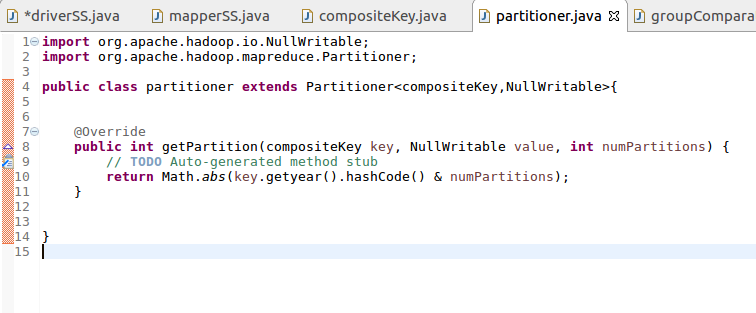 *driverSS.java mapperSS.java compositeKey.java partitioner.java groupCompara
1 import org.apache.hadoop.io.NullWritable;
2 import org.apache.hadoop.mapreduce.Partitioner;
3
4 public class partitioner extends Partitioner<compositeKey,NullWritable>{
5
6
7 @Override
8 public int getPartition(compositeKey key, NullWritable value, int numPartitions) {
9 // TODO Auto-generated method stub
10 return Math.abs(key.getyear().hashCode() & numPartitions);
11 }
12
13
14 }
15